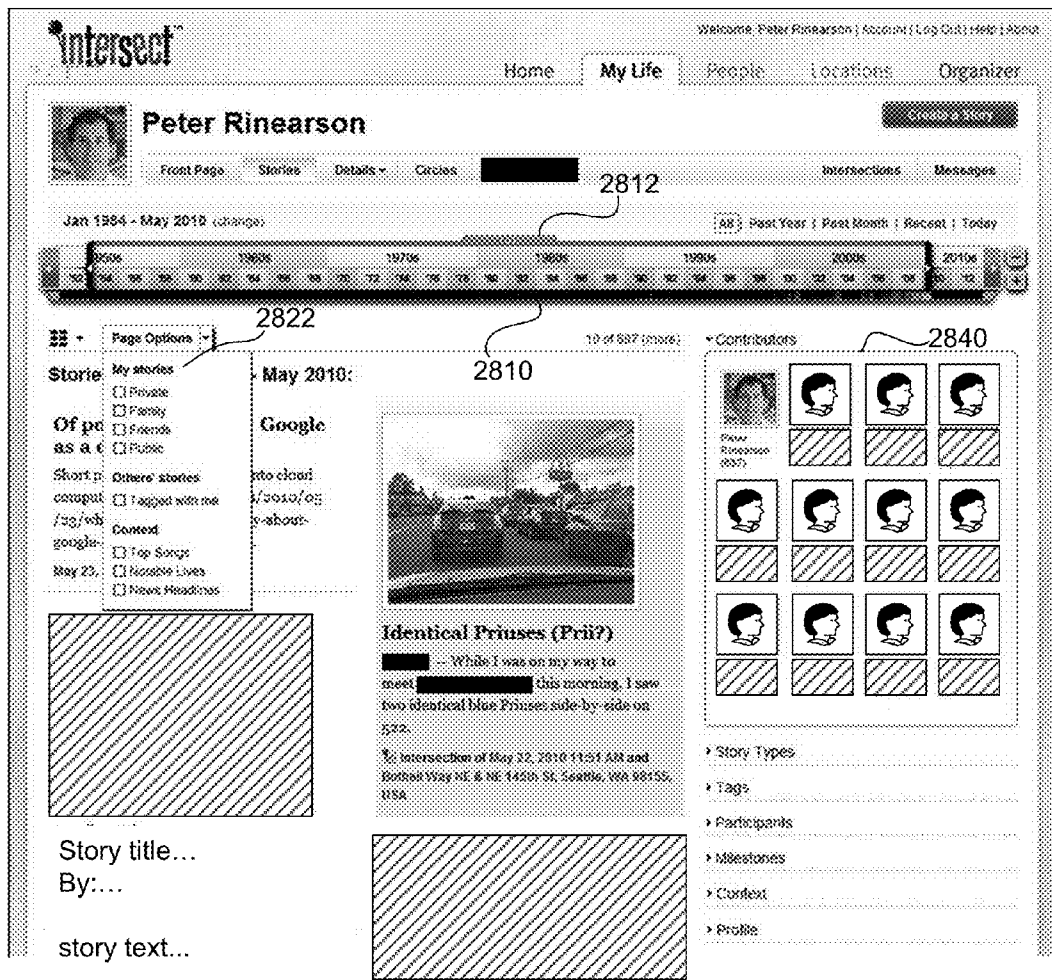 intersect™
Welcome, Peter Rinearson | Account | Log Out | Help | About
Home My Life People Locations Organizer
Peter Rinearson
Create a Story
Front Page Stories Details Circles Intersections Messages
2812
Jan 1984 - May 2010 (change)
All | Past Year | Past Month | Recent | Today
1950s 1960s 1970s 1980s 1990s 2000s 2010s
2822
Page Options
10 of 597 (more)
Contributors
2840
2810
My stories
Private
Family
Friends
Public
Others' stories
Tagged with me
Context
Top Songs
Notable Lives
News Headlines
Storie May 2010:
Of po Google
as a c
Short p nto cloud
comput /2010/05
/23/wh y-about-
google-
May 23,
Peter
Rinearson
Identical Priuses (Prii?)
-- While I was on my way to
meet this morning, I saw
two identical blue Priuses side-by-side on
522.
Intersection of May 22, 2010 11:51 AM and
Bothell Way NE & NE 145th St, Seattle, WA 98155,
USA
Story Types
Tags
Participants
Milestones
Context
Profile
Story title...
By:...
story text...